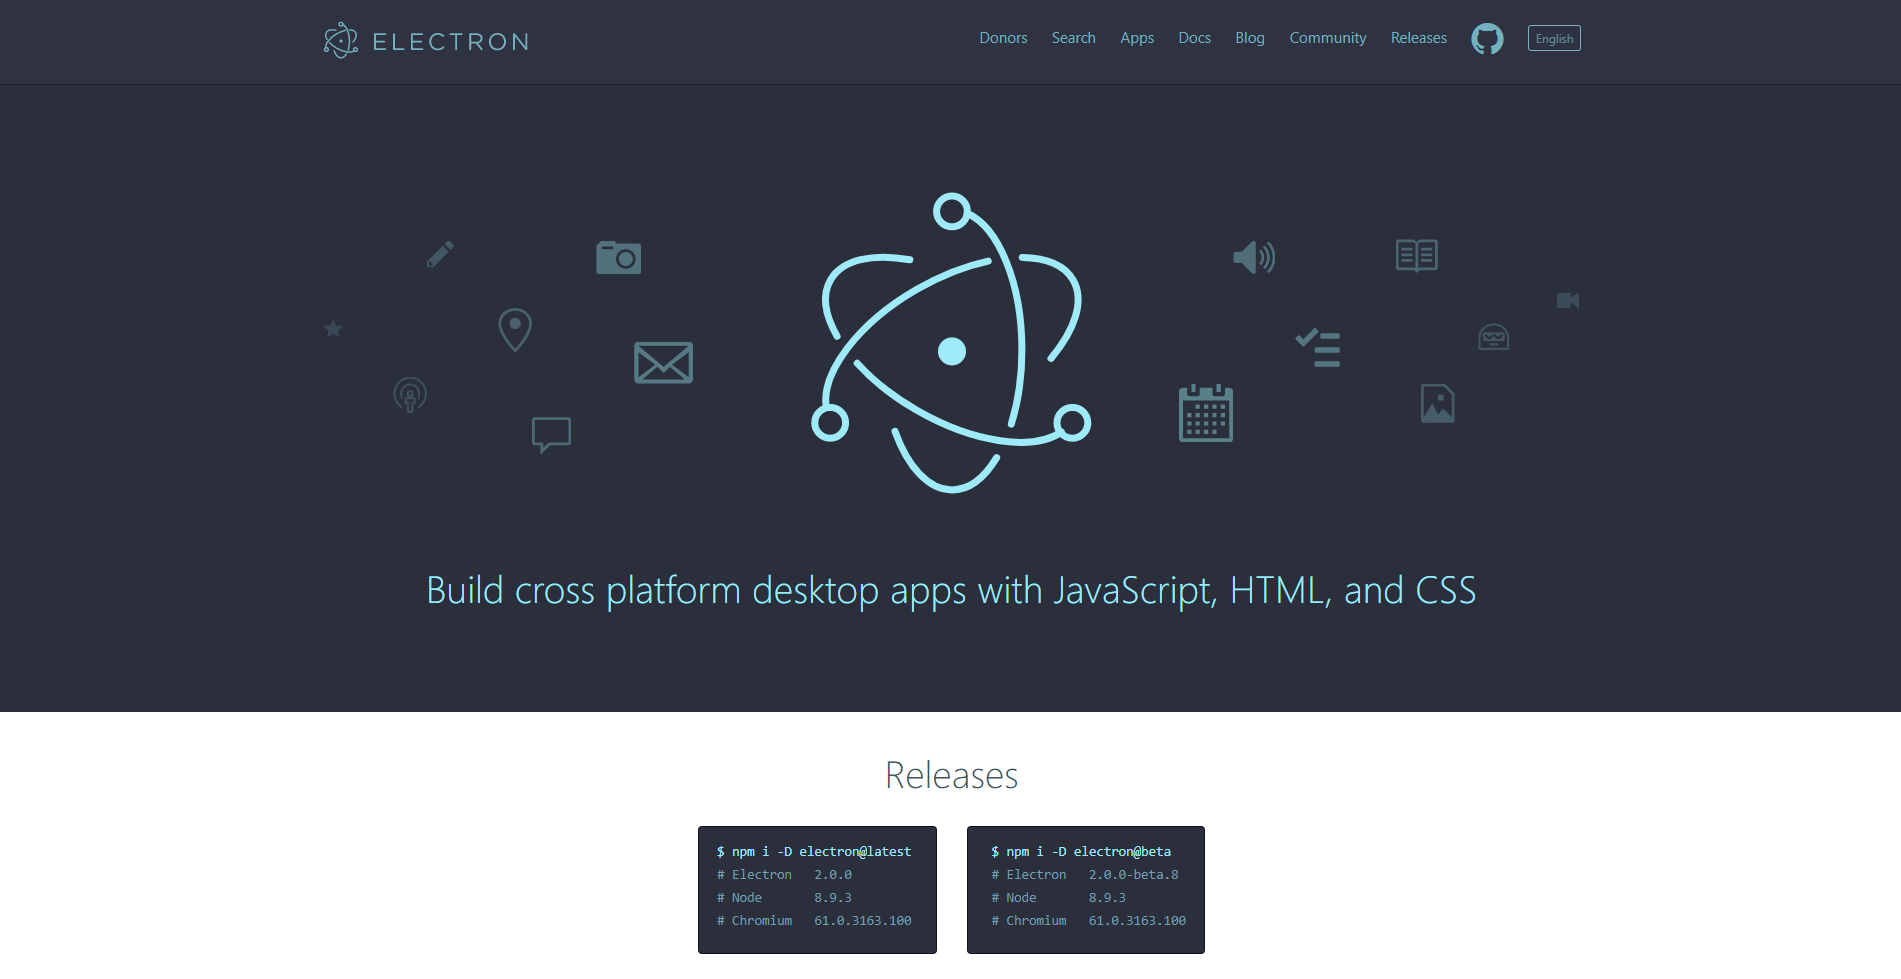 ELECTRON
Donors Search Apps Docs Blog Community Releases English
Build cross platform desktop apps with JavaScript, HTML, and CSS
Releases
$ npm i -D electron@latest
# Electron 2.0.0
# Node 8.9.3
# Chromium 61.0.3163.100
$ npm i -D electron@beta
# Electron 2.0.0-beta.8
# Node 8.9.3
# Chromium 61.0.3163.100